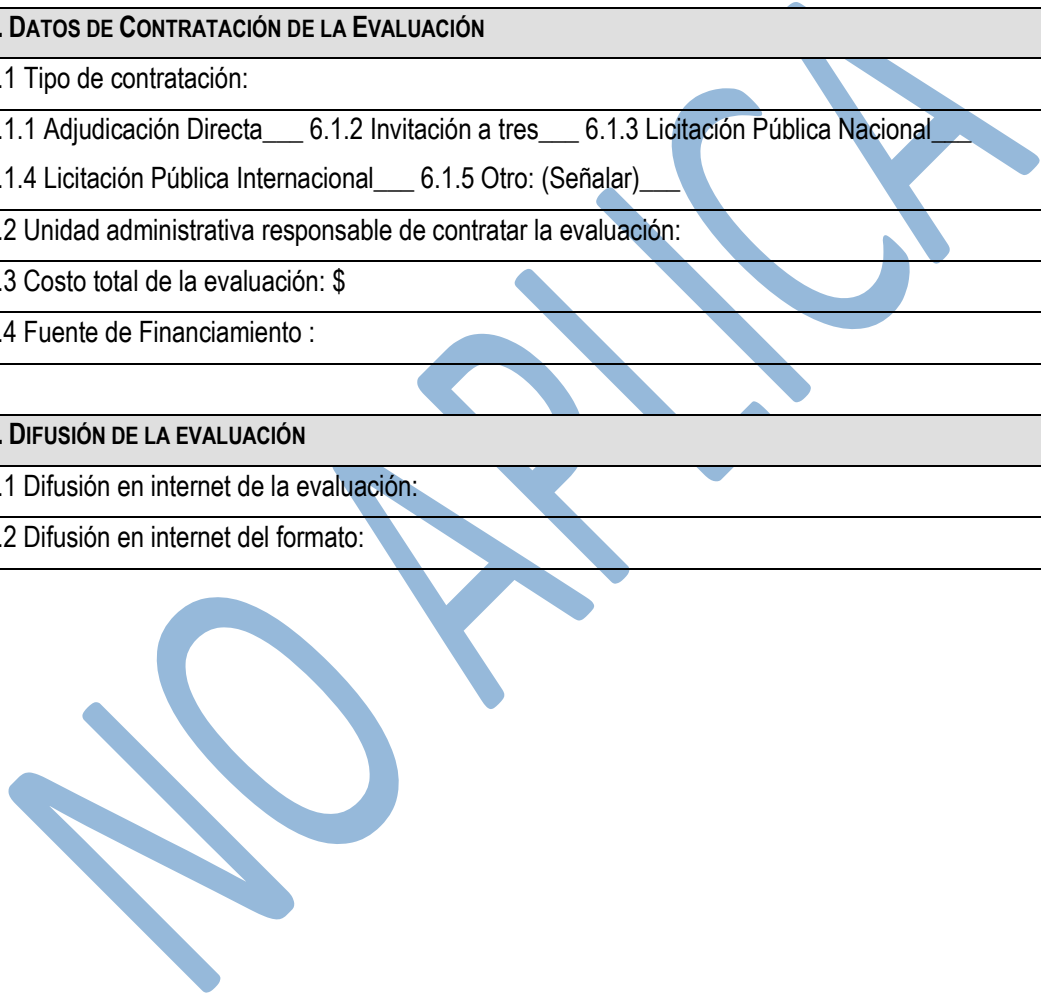 . DATOS DE CONTRATACIÓN DE LA EVALUACIÓN
.1 Tipo de contratación:
.1.1 Adjudicación Directa___ 6.1.2 Invitación a tres___ 6.1.3 Licitación Pública Nacional___
.1.4 Licitación Pública Internacional___ 6.1.5 Otro: (Señalar)___
.2 Unidad administrativa responsable de contratar la evaluación:
.3 Costo total de la evaluación: $
.4 Fuente de Financiamiento :
. DIFUSIÓN DE LA EVALUACIÓN
.1 Difusión en internet de la evaluación:
.2 Difusión en internet del formato:
NO APLICA